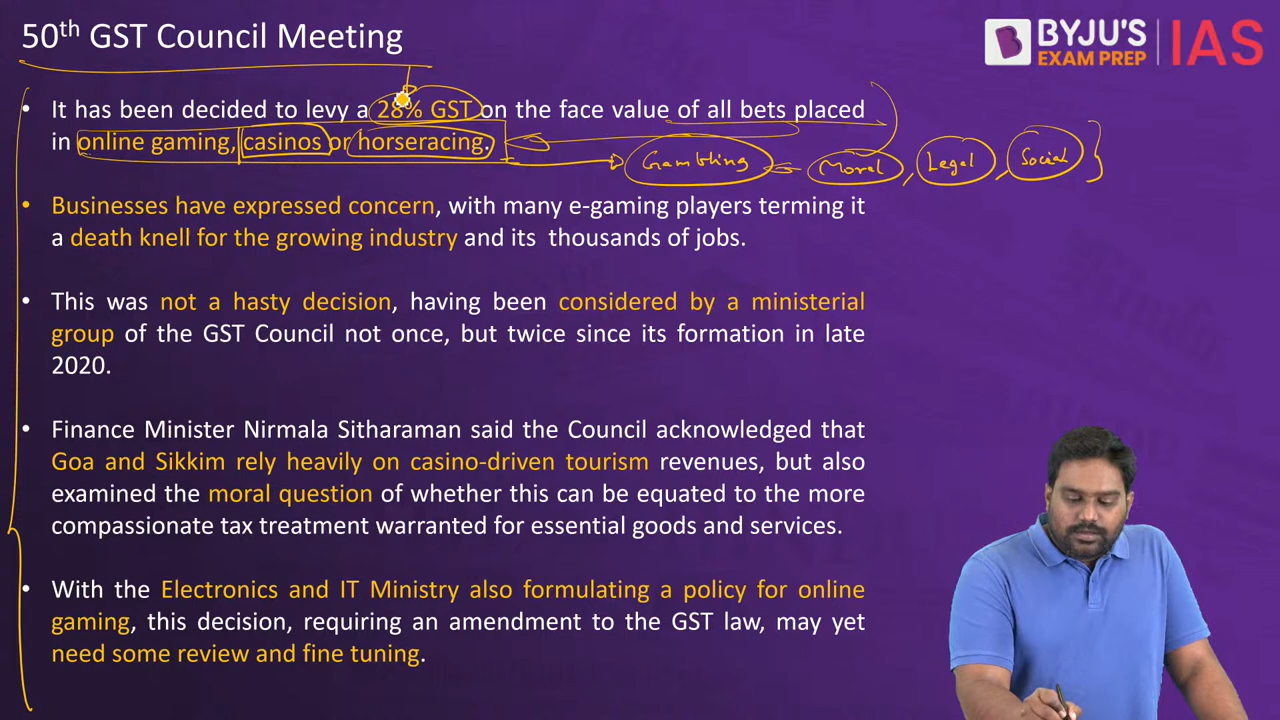 50th GST Council Meeting
BYJU'S
EXAM PREP
IAS
• It has been decided to levy a 28% GST on the face value of all bets placed
in online gaming, casinos or horseracing.
Gambling
Moral, Legal, Social
• Businesses have expressed concern, with many e-gaming players terming it
a death knell for the growing industry and its thousands of jobs.
• This was not a hasty decision, having been considered by a ministerial
group of the GST Council not once, but twice since its formation in late
2020.
• Finance Minister Nirmala Sitharaman said the Council acknowledged that
Goa and Sikkim rely heavily on casino-driven tourism revenues, but also
examined the moral question of whether this can be equated to the more
compassionate tax treatment warranted for essential goods and services.
• With the Electronics and IT Ministry also formulating a policy for online
gaming, this decision, requiring an amendment to the GST law, may yet
need some review and fine tuning.